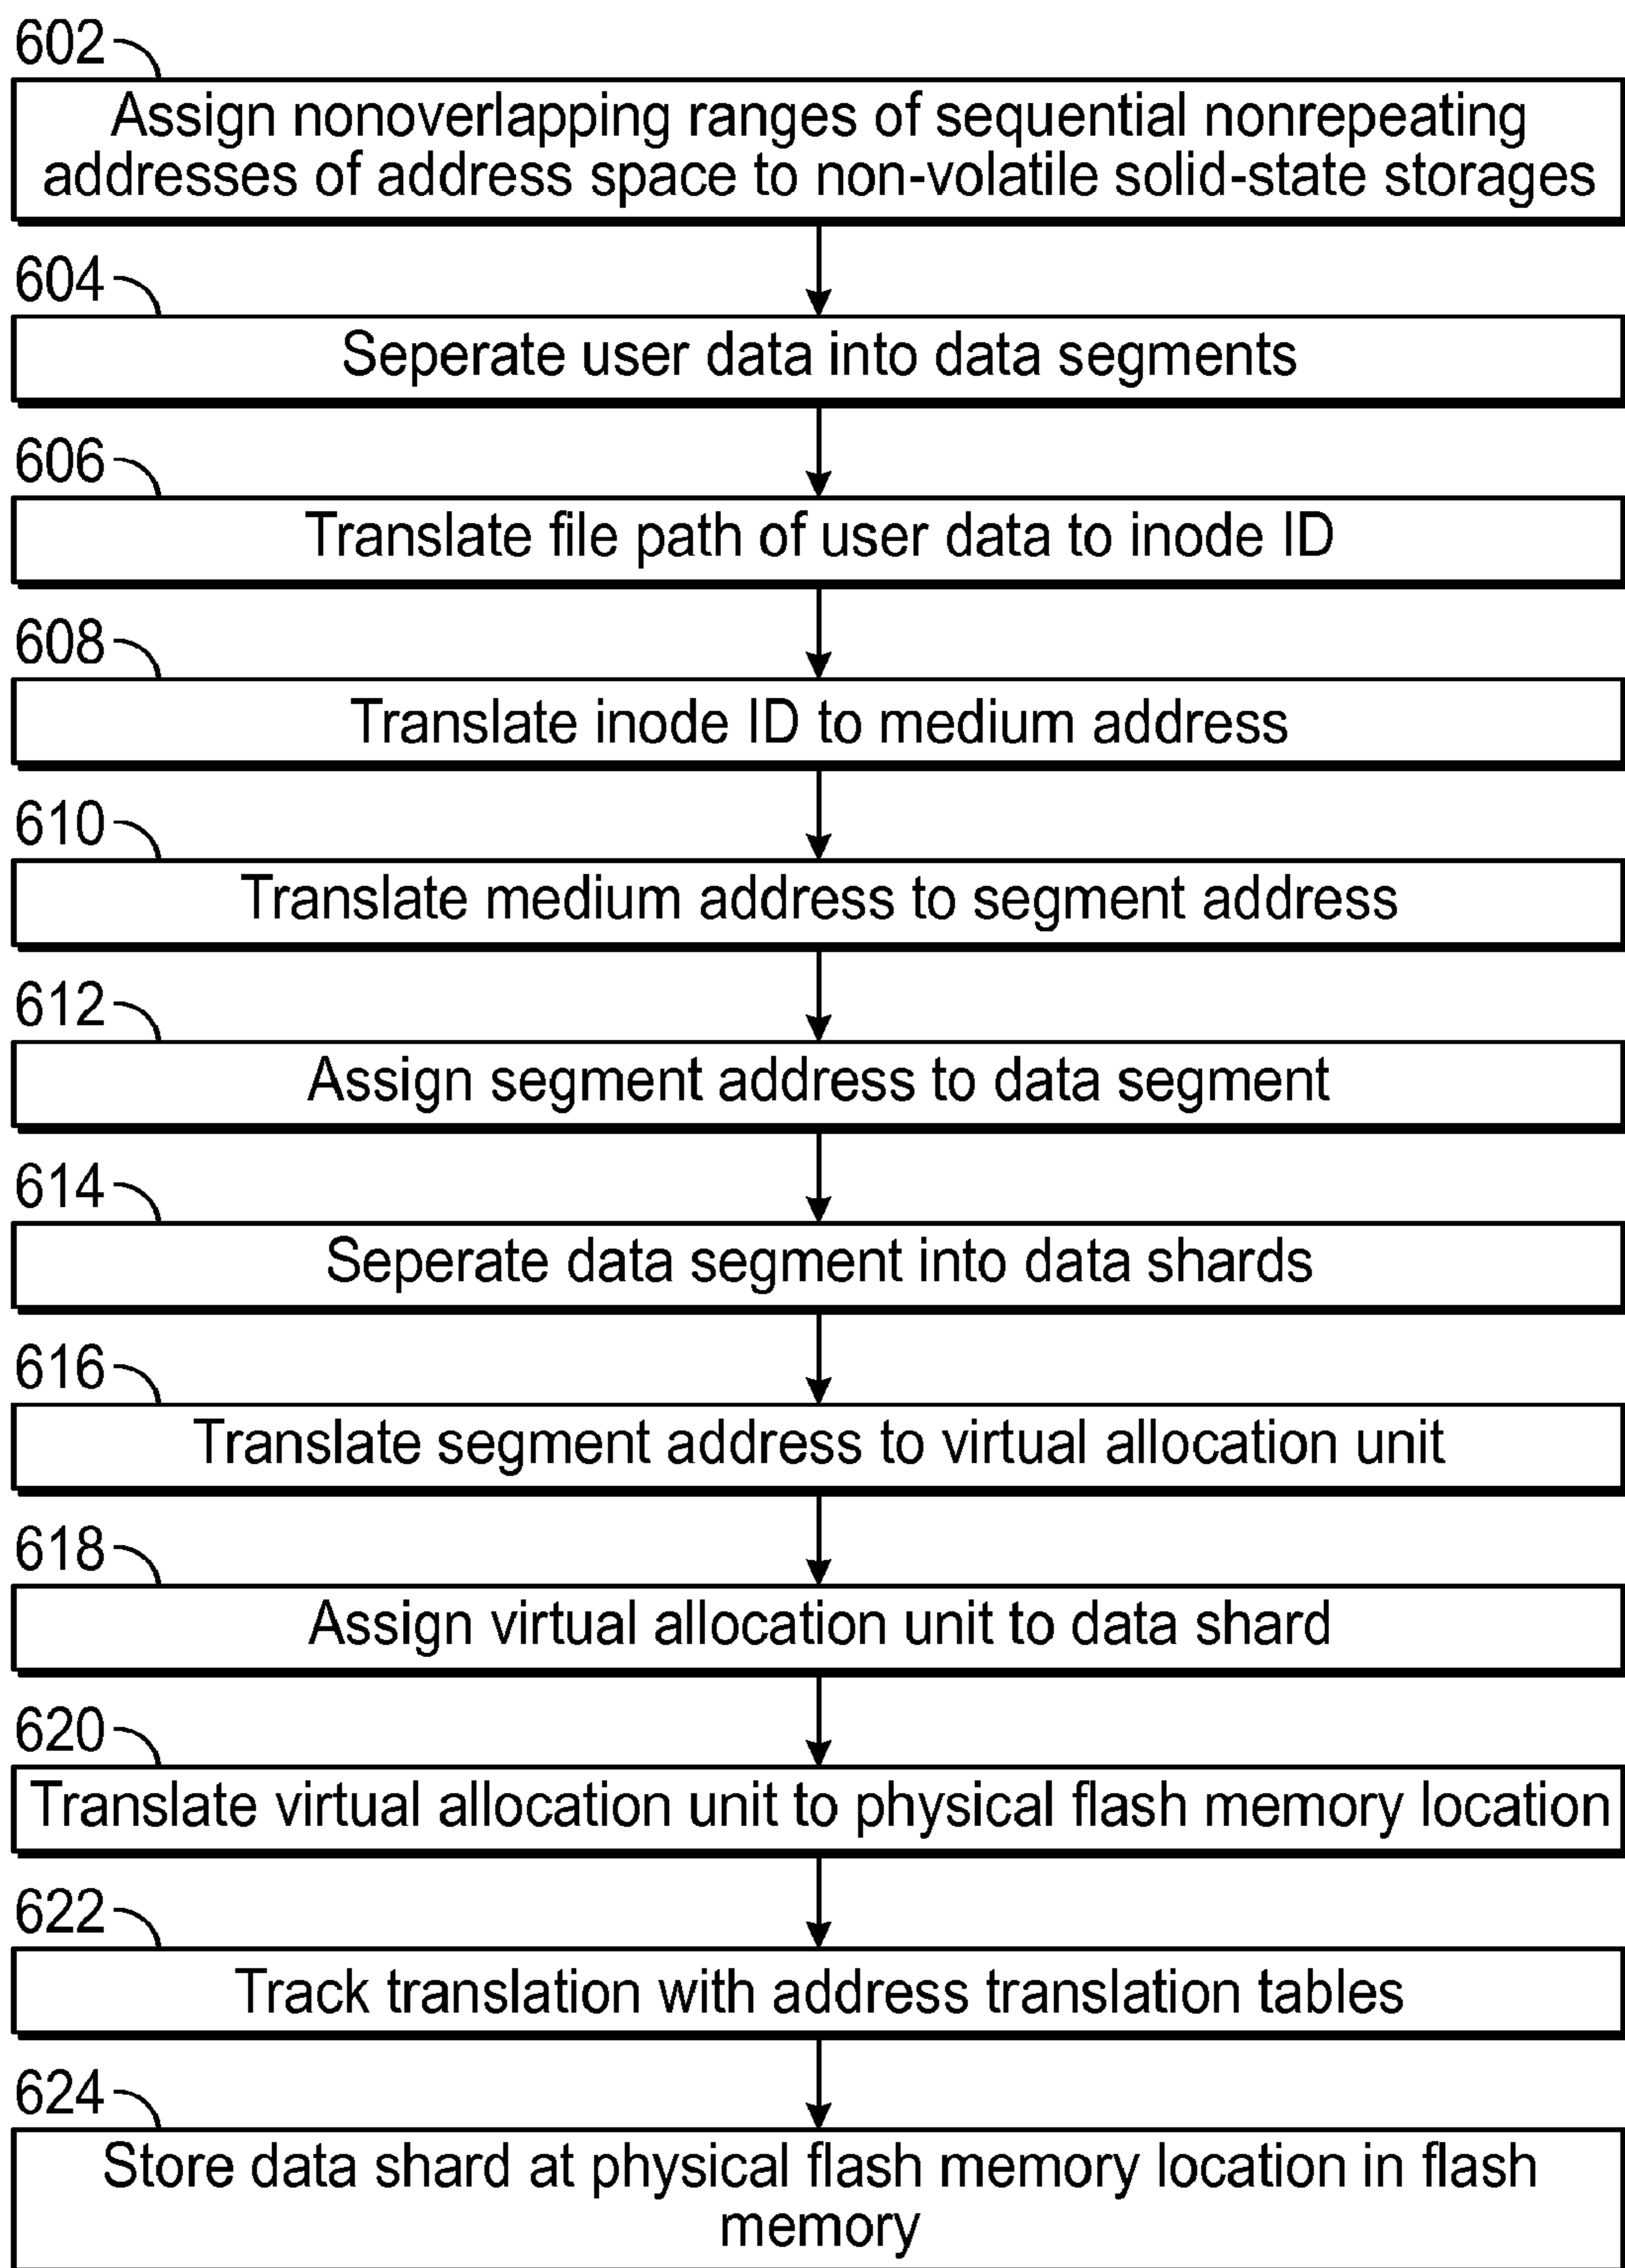 602
Assign nonoverlapping ranges of sequential nonrepeating
addresses of address space to non-volatile solid-state storages
604
Seperate user data into data segments
606
Translate file path of user data to inode ID
608
Translate inode ID to medium address
610
Translate medium address to segment address
612
Assign segment address to data segment
614
Seperate data segment into data shards
616
Translate segment address to virtual allocation unit
618
Assign virtual allocation unit to data shard
620
Translate virtual allocation unit to physical flash memory location
622
Track translation with address translation tables
624
Store data shard at physical flash memory location in flash
memory